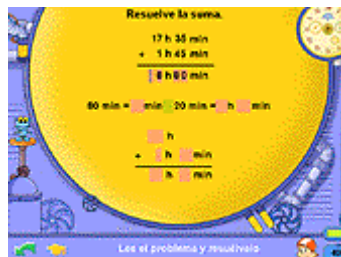 Resuelve la suma.
17 h 35 min
+ 1 h 45 min
8 h 80 min
80 min = min 20 min = h min
h
+ h min
h min
Lee el problema y resuélvelo